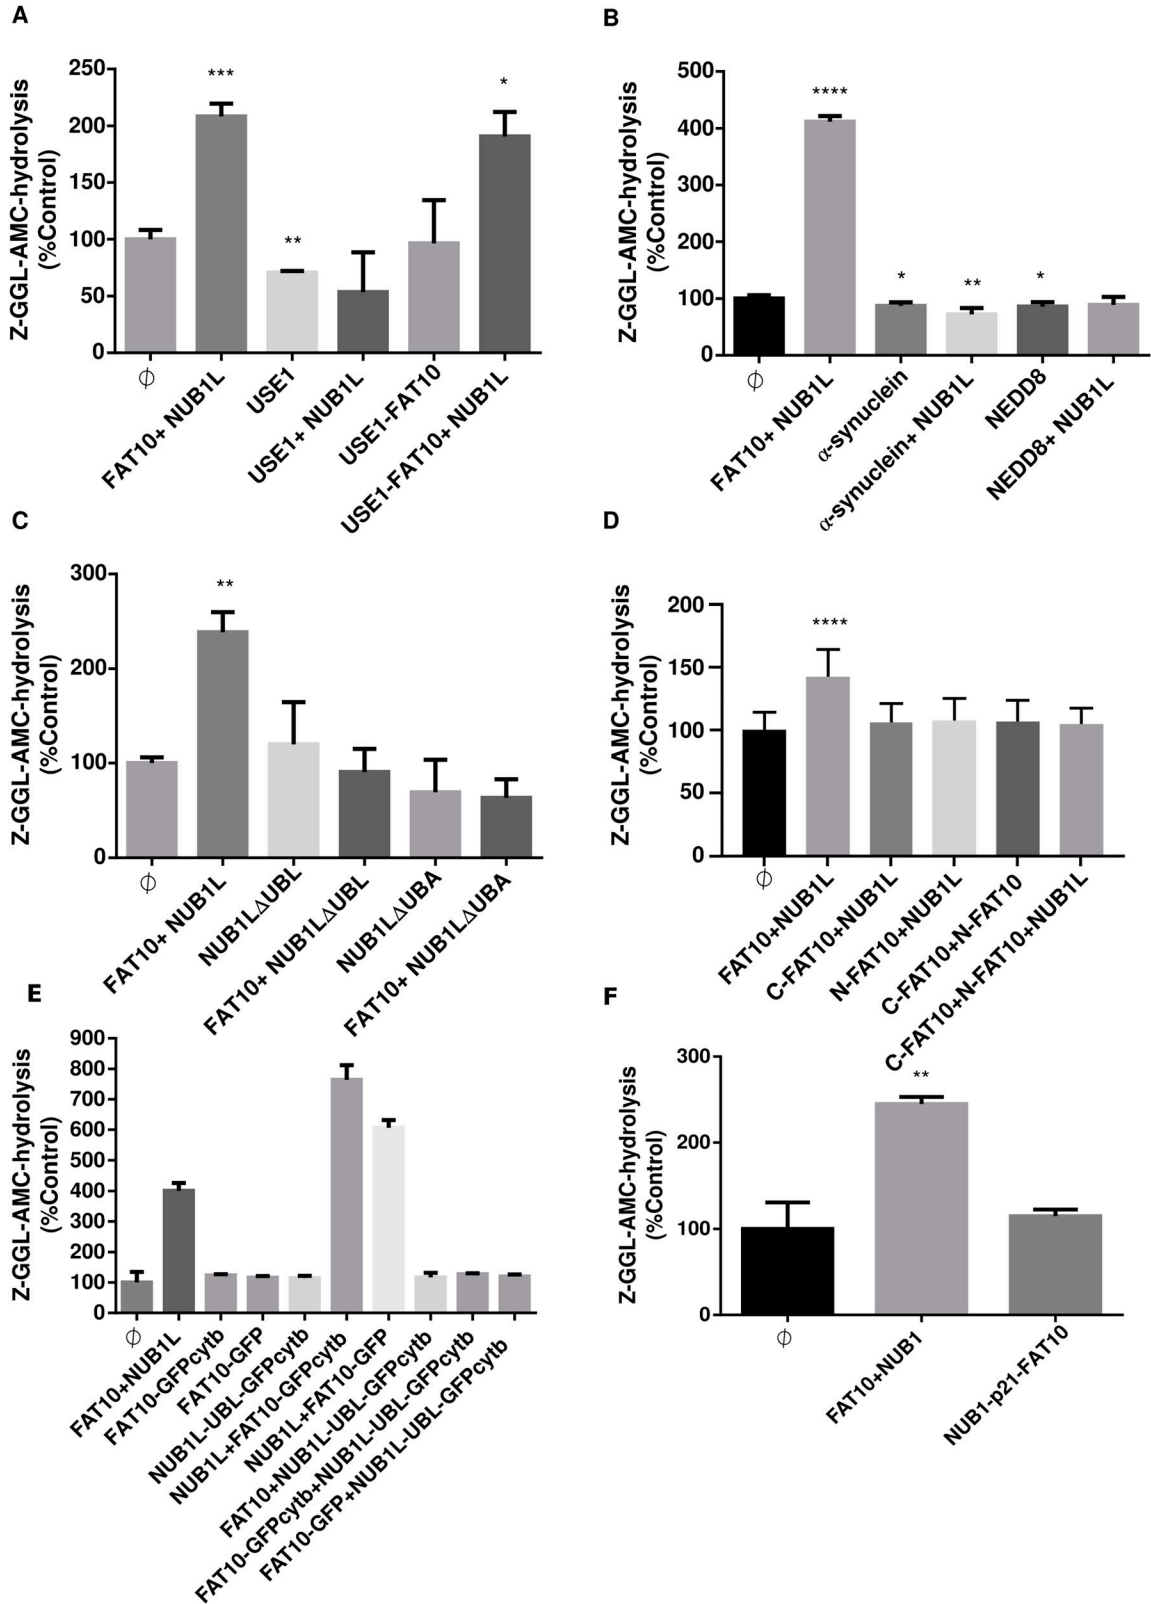 A
Z-GGL-AMC-hydrolysis
(%Control)
250
200
150
100
50
0
***
**
*
∅
FAT10+ NUB1L
USE1
USE1+ NUB1L
USE1-FAT10
USE1-FAT10+ NUB1L
B
Z-GGL-AMC-hydrolysis
(%Control)
500
400
300
200
100
0
****
*
**
*
∅
FAT10+ NUB1L
α-synuclein
α-synuclein+ NUB1L
NEDD8
NEDD8+ NUB1L
C
Z-GGL-AMC-hydrolysis
(%Control)
300
200
100
0
**
∅
FAT10+ NUB1L
NUB1LΔUBL
FAT10+ NUB1LΔUBL
NUB1LΔUBA
FAT10+ NUB1LΔUBA
D
Z-GGL-AMC-hydrolysis
(%Control)
200
150
100
50
0
****
∅
FAT10+NUB1L
C-FAT10+NUB1L
N-FAT10+NUB1L
C-FAT10+N-FAT10
C-FAT10+N-FAT10+NUB1L
E
Z-GGL-AMC-hydrolysis
(%Control)
900
800
700
600
500
400
300
200
100
0
∅
FAT10+NUB1L
FAT10-GFPcytb
FAT10-GFP
NUB1L-UBL-GFPcytb
NUB1L+FAT10-GFPcytb
NUB1L+FAT10-GFP
FAT10+NUB1L-UBL-GFPcytb
FAT10-GFPcytb+NUB1L-UBL-GFPcytb
FAT10-GFP+NUB1L-UBL-GFPcytb
F
Z-GGL-AMC-hydrolysis
(%Control)
300
200
100
0
**
∅
FAT10+NUB1
NUB1-p21-FAT10